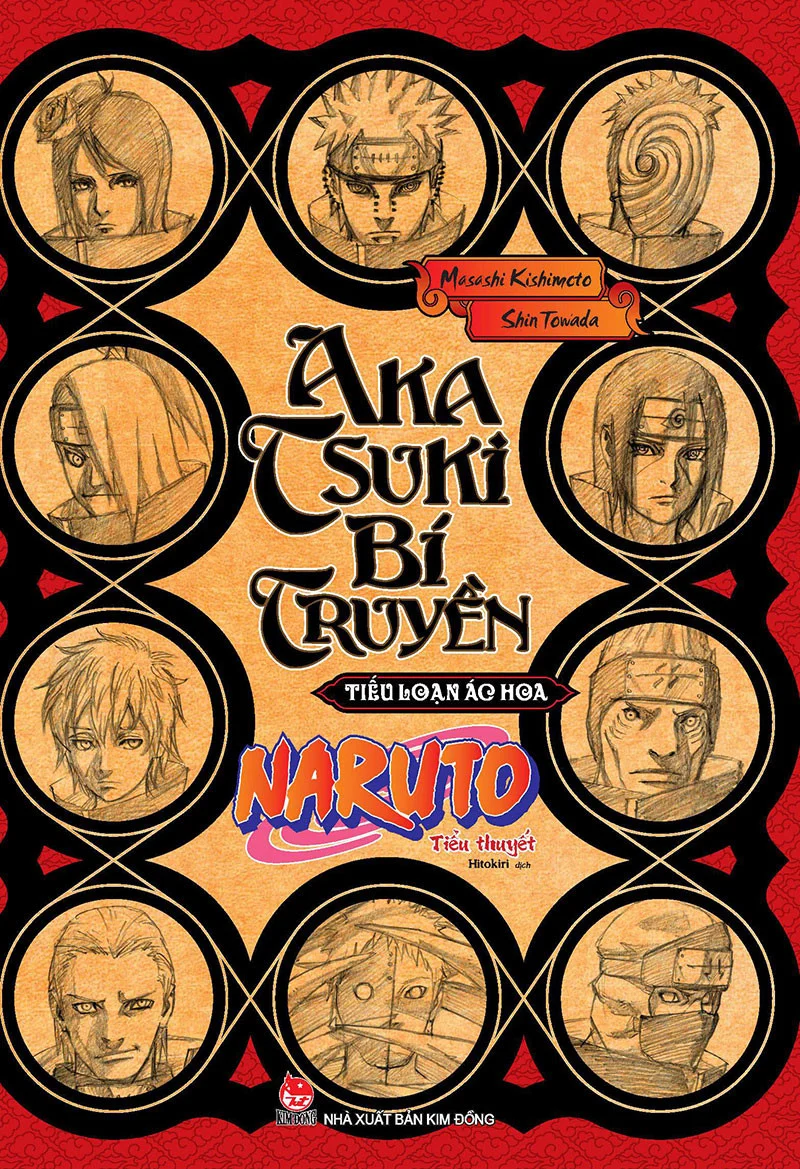 Masashi Kishimoto
Shin Towada
AKA
TSUKI
BÍ
TRUYỀN
TIẾU LOẠN ÁC HOA
NARUTO
Tiểu thuyết
Hitokiri dịch
KIM ĐỒNG
NHÀ XUẤT BẢN KIM ĐỒNG